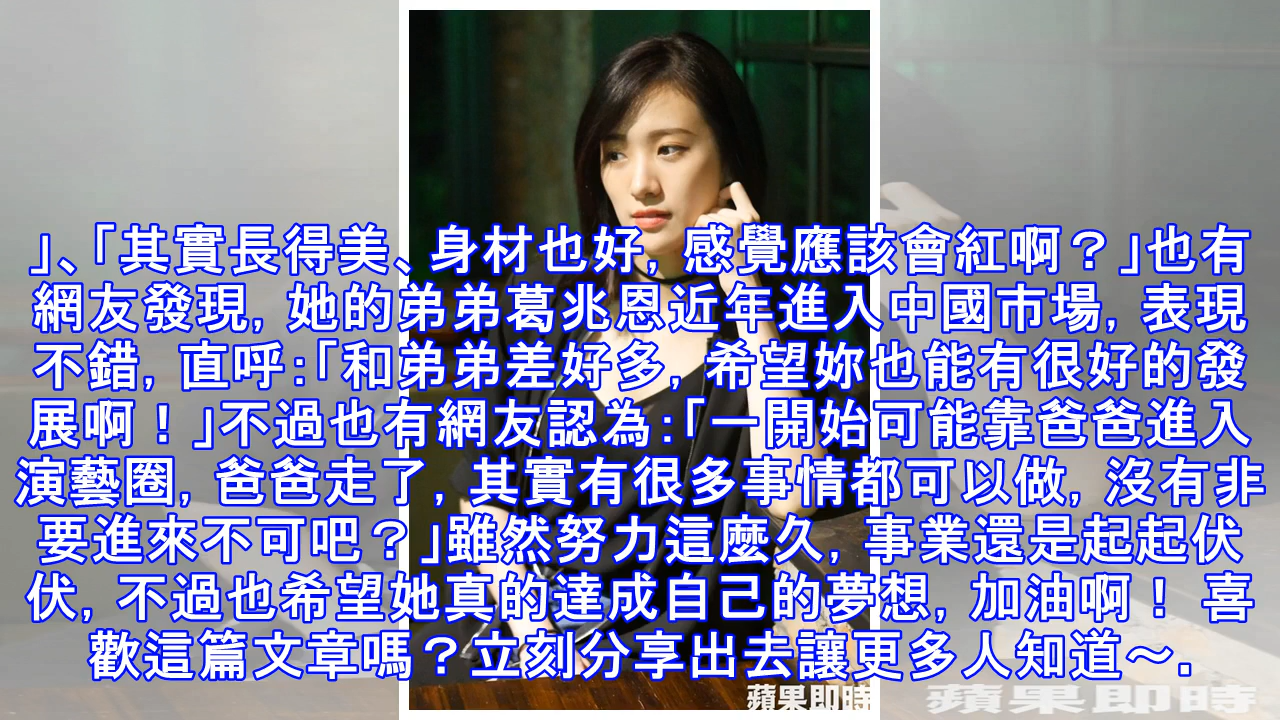 」、「其實長得美、身材也好, 感覺應該會紅啊？」也有
網友發現, 她的弟弟葛兆恩近年進入中國市場, 表現
不錯, 直呼:「和弟弟差好多, 希望妳也能有很好的發
展啊！」不過也有網友認為:「一開始可能靠爸爸進入
演藝圈, 爸爸走了, 其實有很多事情都可以做, 沒有非
要進來不可吧？」雖然努力這麼久, 事業還是起起伏
伏, 不過也希望她真的達成自己的夢想, 加油啊！ 喜
歡這篇文章嗎？立刻分享出去讓更多人知道～.
蘋果即時
蘋果即時